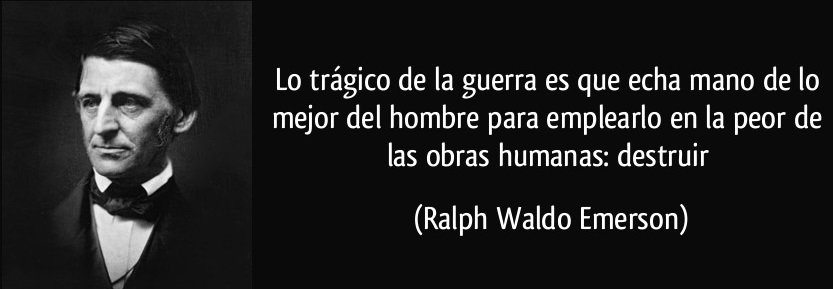 Lo trágico de la guerra es que echa mano de lo
mejor del hombre para emplearlo en la peor de
las obras humanas: destruir
(Ralph Waldo Emerson)